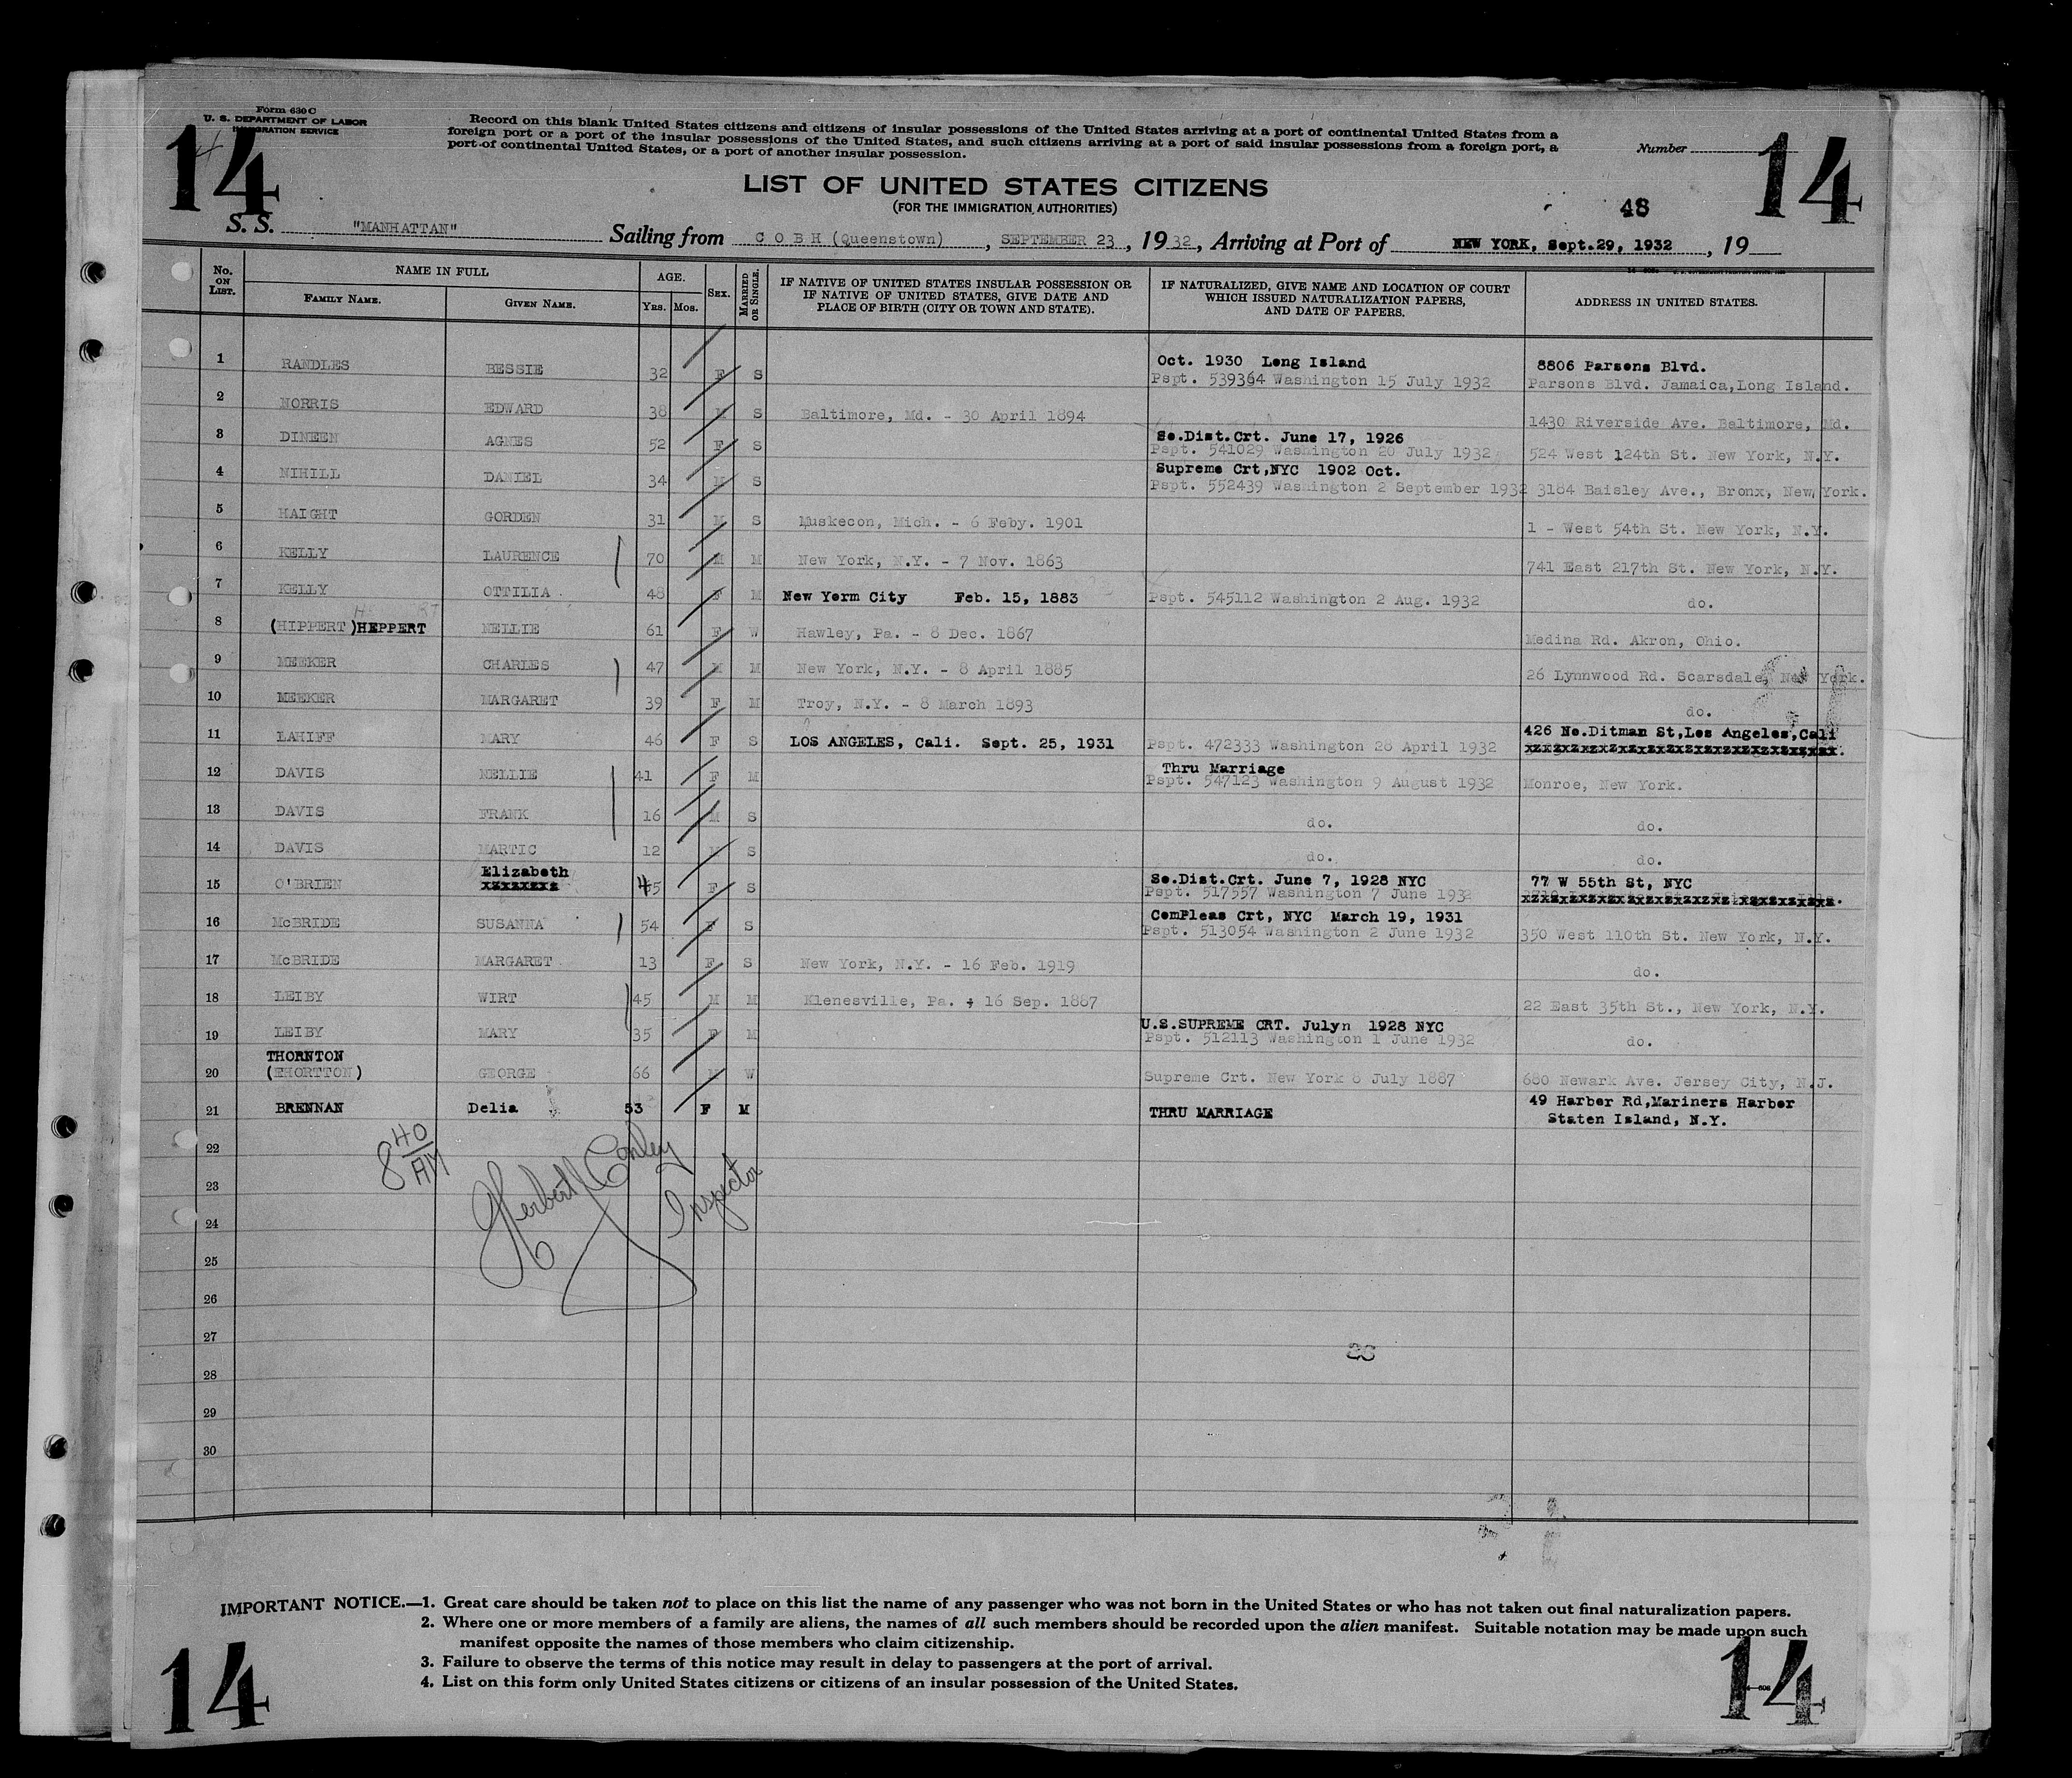 Form 630 C
U. S. DEPARTMENT OF LABOR
IMMIGRATION SERVICE
14
14
Record on this blank United States citizens and citizens of insular possessions of the United States arriving at a port of continental United States from a
foreign port or a port of the insular possessions of the United States, and such citizens arriving at a port of said insular possessions from a foreign port, a
port of continental United States, or a port of another insular possession.
Number
LIST OF UNITED STATES CITIZENS
(FOR THE IMMIGRATION AUTHORITIES)
48
S. S. "MANHATTAN" Sailing from C O B H (Queenstown), SEPTEMBER 23, 1932, Arriving at Port of NEW YORK, Sept.29, 1932, 19
No. ON LIST. NAME IN FULL FAMILY NAME. GIVEN NAME. AGE. YRS. MOS. SEX. MARRIED OR SINGLE. IF NATIVE OF UNITED STATES INSULAR POSSESSION OR IF NATIVE OF UNITED STATES, GIVE DATE AND PLACE OF BIRTH (CITY OR TOWN AND STATE). IF NATURALIZED, GIVE NAME AND LOCATION OF COURT WHICH ISSUED NATURALIZATION PAPERS, AND DATE OF PAPERS. ADDRESS IN UNITED STATES.
Oct. 1930 Long Island 8806 Parsons Blvd.
1 RANDLES BESSIE 32 F S Pspt. 539364 Washington 15 July 1932 Parsons Blvd. Jamaica,Long Island.
2 NORRIS EDWARD 38 M S Baltimore, Md. - 30 April 1894 1430 Riverside Ave. Baltimore, Md.
So.Dist.Crt. June 17, 1926
3 DINEEN AGNES 52 F S Pspt. 541029 Washington 20 July 1932 524 West 124th St. New York, N.Y.
Supreme Crt,NYC 1902 Oct.
4 NIHILL DANIEL 34 M S Pspt. 552439 Washington 2 September 1932 3184 Baisley Ave., Bronx, New York.
5 HAIGHT GORDEN 31 M S Muskecon, Mich. - 6 Feby. 1901 1 - West 54th St. New York, N.Y.
6 KELLY LAURENCE 70 M M New York, N.Y. - 7 Nov. 1863 741 East 217th St. New York, N.Y.
7 KELLY OTTILIA 48 F M New Yorm City Feb. 15, 1883 Pspt. 545112 Washington 2 Aug. 1932 do.
8 (HIPPERT)HEPPERT NELLIE 61 F W Hawley, Pa. - 8 Dec. 1867 Medina Rd. Akron, Ohio.
9 MEEKER CHARLES 47 M M New York, N.Y. - 8 April 1885 26 Lynnwood Rd. Scarsdale, New York.
10 MEEKER MARGARET 39 F M Troy, N.Y. - 8 March 1893 do.
11 LAHIFF MARY 46 F S LOS ANGELES, Cali. Sept. 25, 1931 Pspt. 472333 Washington 28 April 1932 426 No.Ditman St,Los Angeles,Cali
Thru Marriage
12 DAVIS NELLIE 41 F M Pspt. 547123 Washington 9 August 1932 Monroe, New York.
13 DAVIS FRANK 16 M S do. do.
14 DAVIS MARTIC 12 M S do. do.
Elizabeth So.Dist.Crt. June 7, 1928 NYC 77 W 55th St, NYC
15 O'BRIEN 45 F S Pspt. 517557 Washington 7 June 1932
ComPleas Crt, NYC March 19, 1931
16 McBRIDE SUSANNA 54 F S Pspt. 513054 Washington 2 June 1932 350 West 110th St. New York, N.Y.
17 McBRIDE MARGARET 13 F S New York, N.Y. - 16 Feb. 1919 do.
18 LEIBY WIRT 45 M M Klenesville, Pa. - 16 Sep. 1887 22 East 35th St., New York, N.Y.
U.S.SUPREME CRT. Julyn 1928 NYC
19 LEIBY MARY 35 F M Pspt. 512113 Washington 1 June 1932 do.
THORNTON
20 (EHORTTON) GEORGE 66 M W Supreme Crt. New York 8 July 1887 680 Newark Ave. Jersey City, N.J.
21 BRENNAN Delia 53 F M THRU MARRIAGE 49 Harbor Rd,Mariners Harbor
Staten Island, N.Y.
22
8 40 AM
Herbert J Conley
Inspector
23
24
25
26
27
28
29
30
IMPORTANT NOTICE.—1. Great care should be taken not to place on this list the name of any passenger who was not born in the United States or who has not taken out final naturalization papers.
2. Where one or more members of a family are aliens, the names of all such members should be recorded upon the alien manifest. Suitable notation may be made upon such
manifest opposite the names of those members who claim citizenship.
3. Failure to observe the terms of this notice may result in delay to passengers at the port of arrival.
4. List on this form only United States citizens or citizens of an insular possession of the United States.
14
14